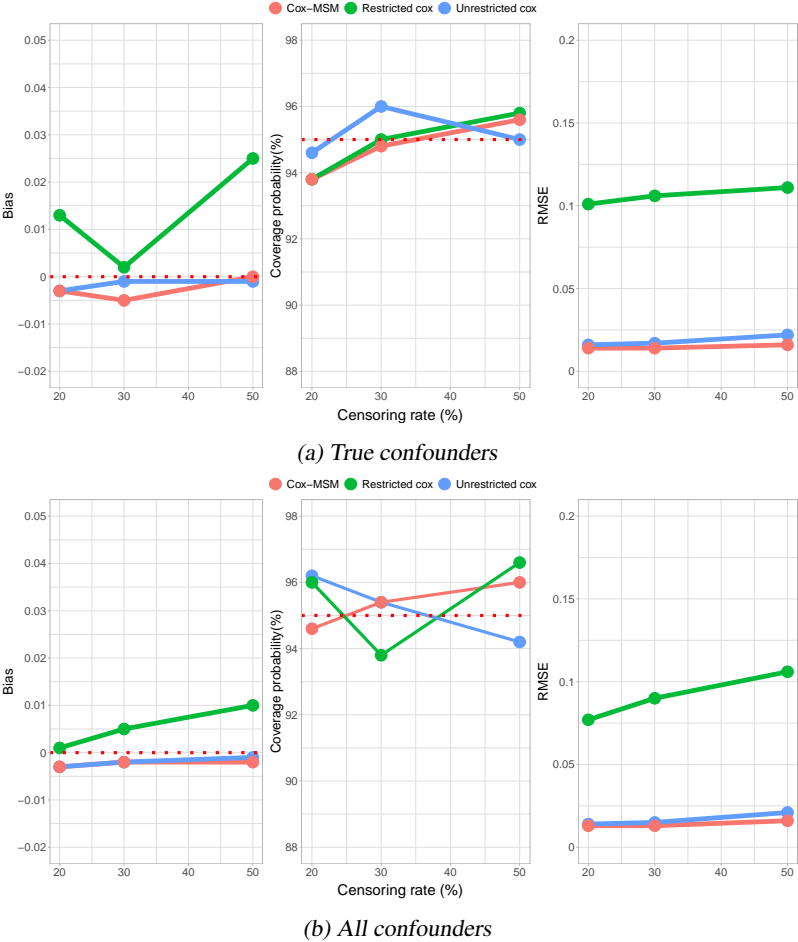 Cox−MSM Restricted cox Unrestricted cox
0.05
0.04
0.03
0.02
0.01
0
−0.01
−0.02
Bias
20 30 40 50
98
96
94
92
90
88
Coverage probability(%)
20 30 40 50
Censoring rate (%)
0.2
0.15
0.1
0.05
0
RMSE
20 30 40 50
(a) True confounders
Cox−MSM Restricted cox Unrestricted cox
0.05
0.04
0.03
0.02
0.01
0
−0.01
−0.02
Bias
20 30 40 50
98
96
94
92
90
88
Coverage probability(%)
20 30 40 50
Censoring rate (%)
0.2
0.15
0.1
0.05
0
RMSE
20 30 40 50
(b) All confounders